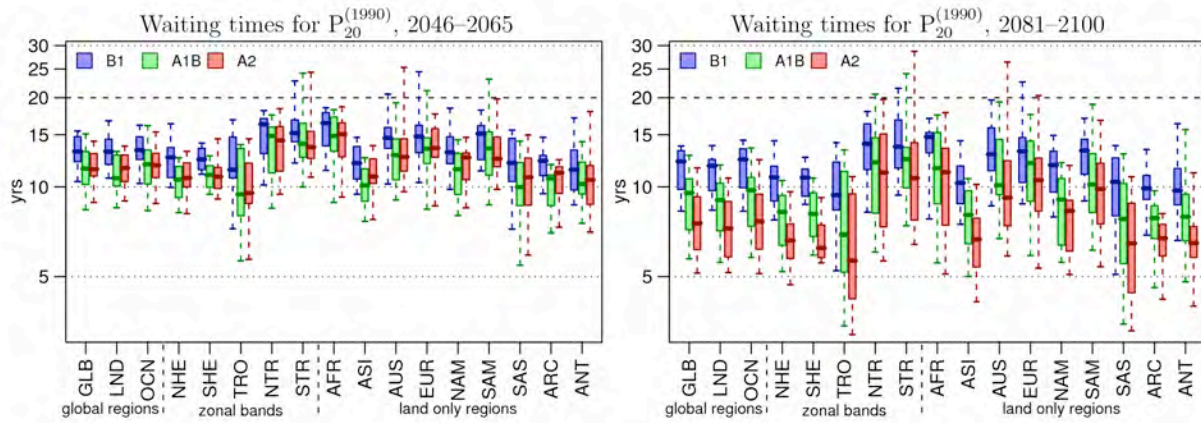 Waiting times for P20(1990), 2046–2065
30
25
20
15
10
5
yrs
B1 A1B A2
GLB LND OCN NHE SHE TRO NTR STR AFR ASI AUS EUR NAM SAM SAS ARC ANT
global regions zonal bands land only regions
Waiting times for P20(1990), 2081–2100
30
25
20
15
10
5
yrs
B1 A1B A2
GLB LND OCN NHE SHE TRO NTR STR AFR ASI AUS EUR NAM SAM SAS ARC ANT
global regions zonal bands land only regions